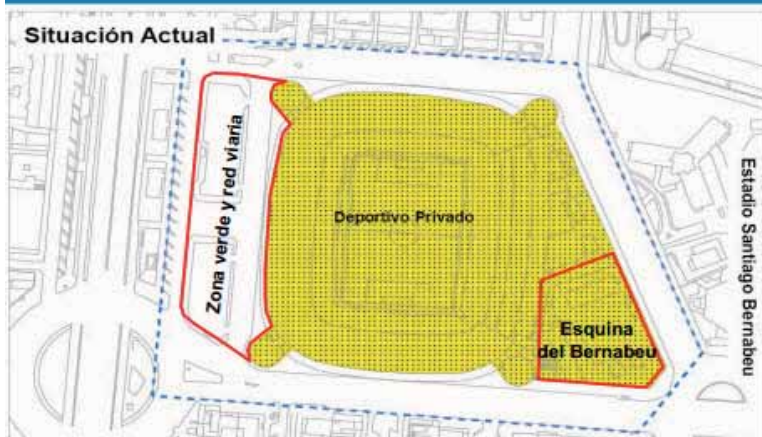 Situación Actual
Zona verde y red viaria
Deportivo Privado
Esquina
del Bernabeu
Estadio Santiago Bernabeu